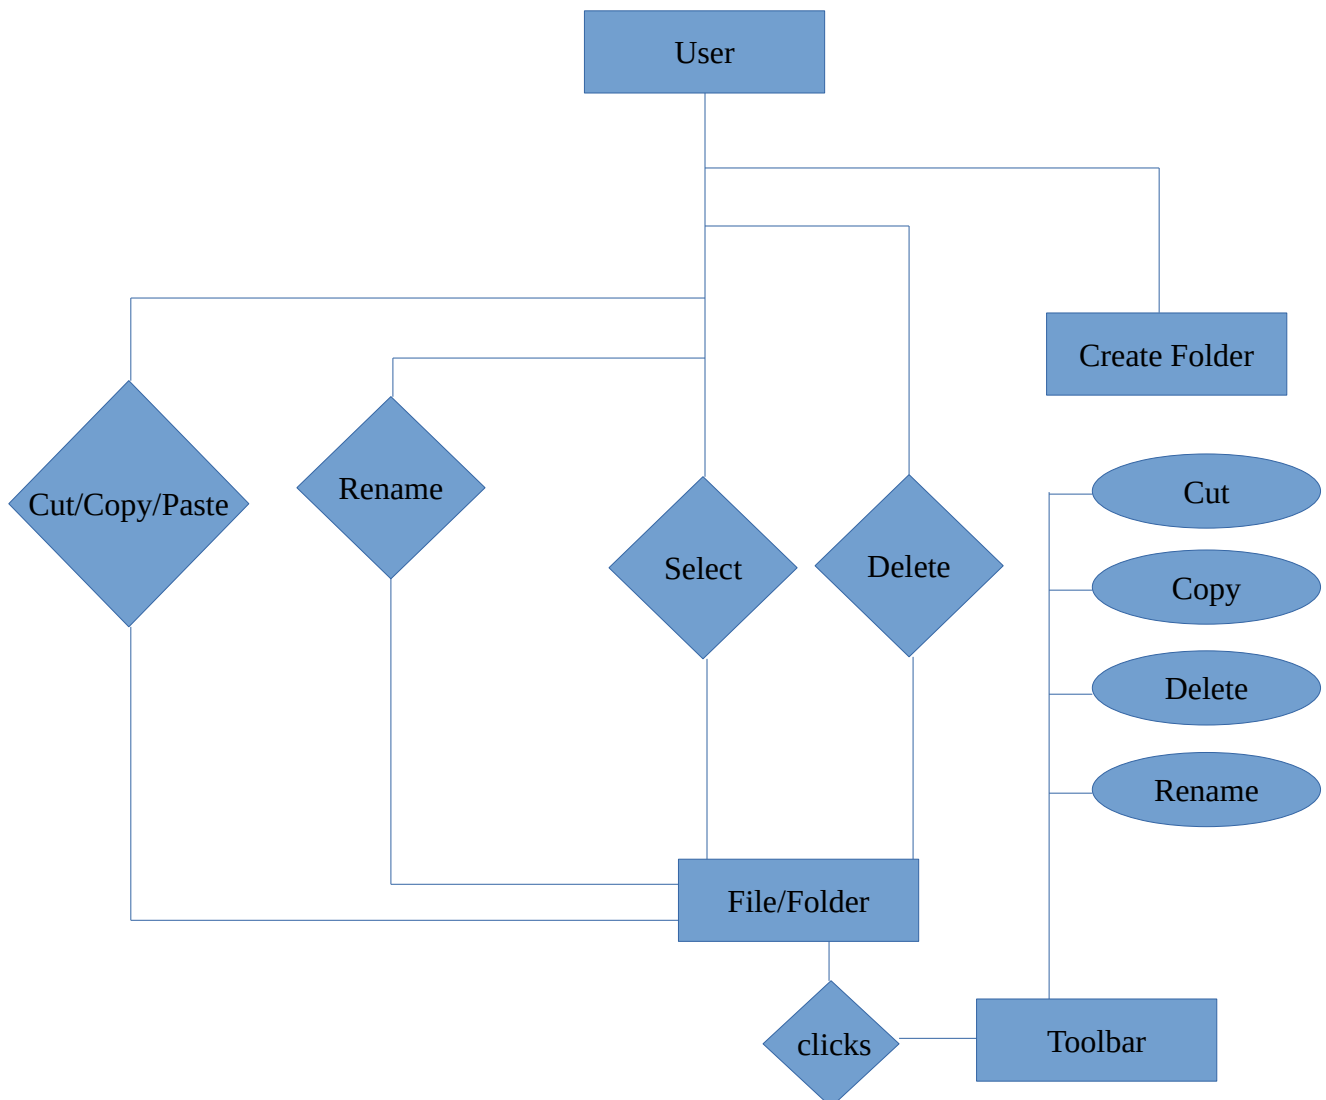 User
Create Folder
Cut/Copy/Paste
Rename
Select
Delete
Cut
Copy
Delete
Rename
File/Folder
clicks
Toolbar